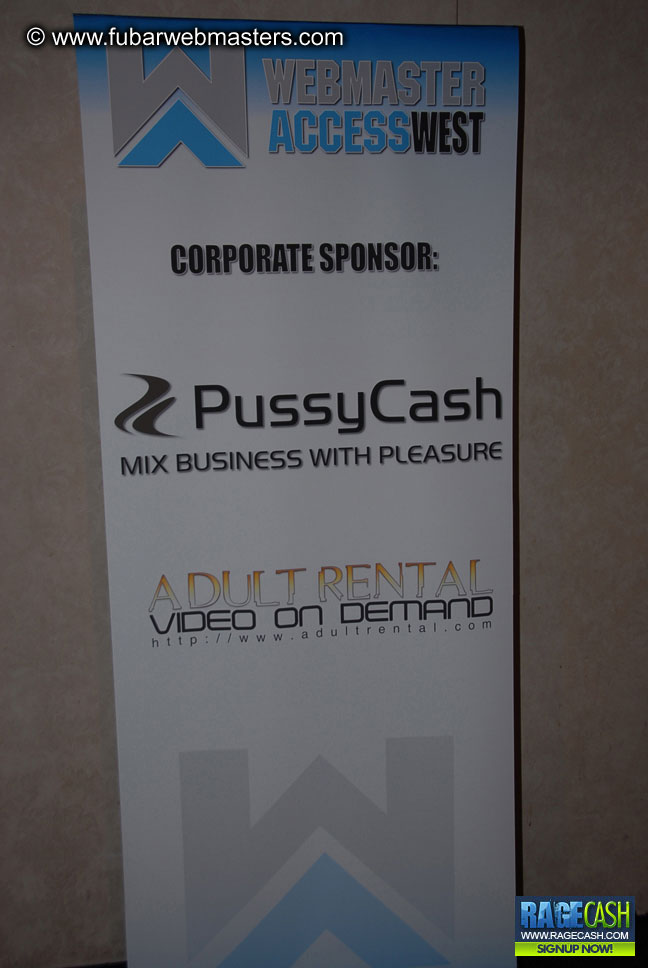 © www.fubarwebmasters.com
WEBMASTER
ACCESSWEST
CORPORATE SPONSOR:
PussyCash
MIX BUSINESS WITH PLEASURE
ADULT RENTAL
VIDEO ON DEMAND
http://www.adultrental.com
RAGECASH
WWW.RAGECASH.COM
SIGNUP NOW!